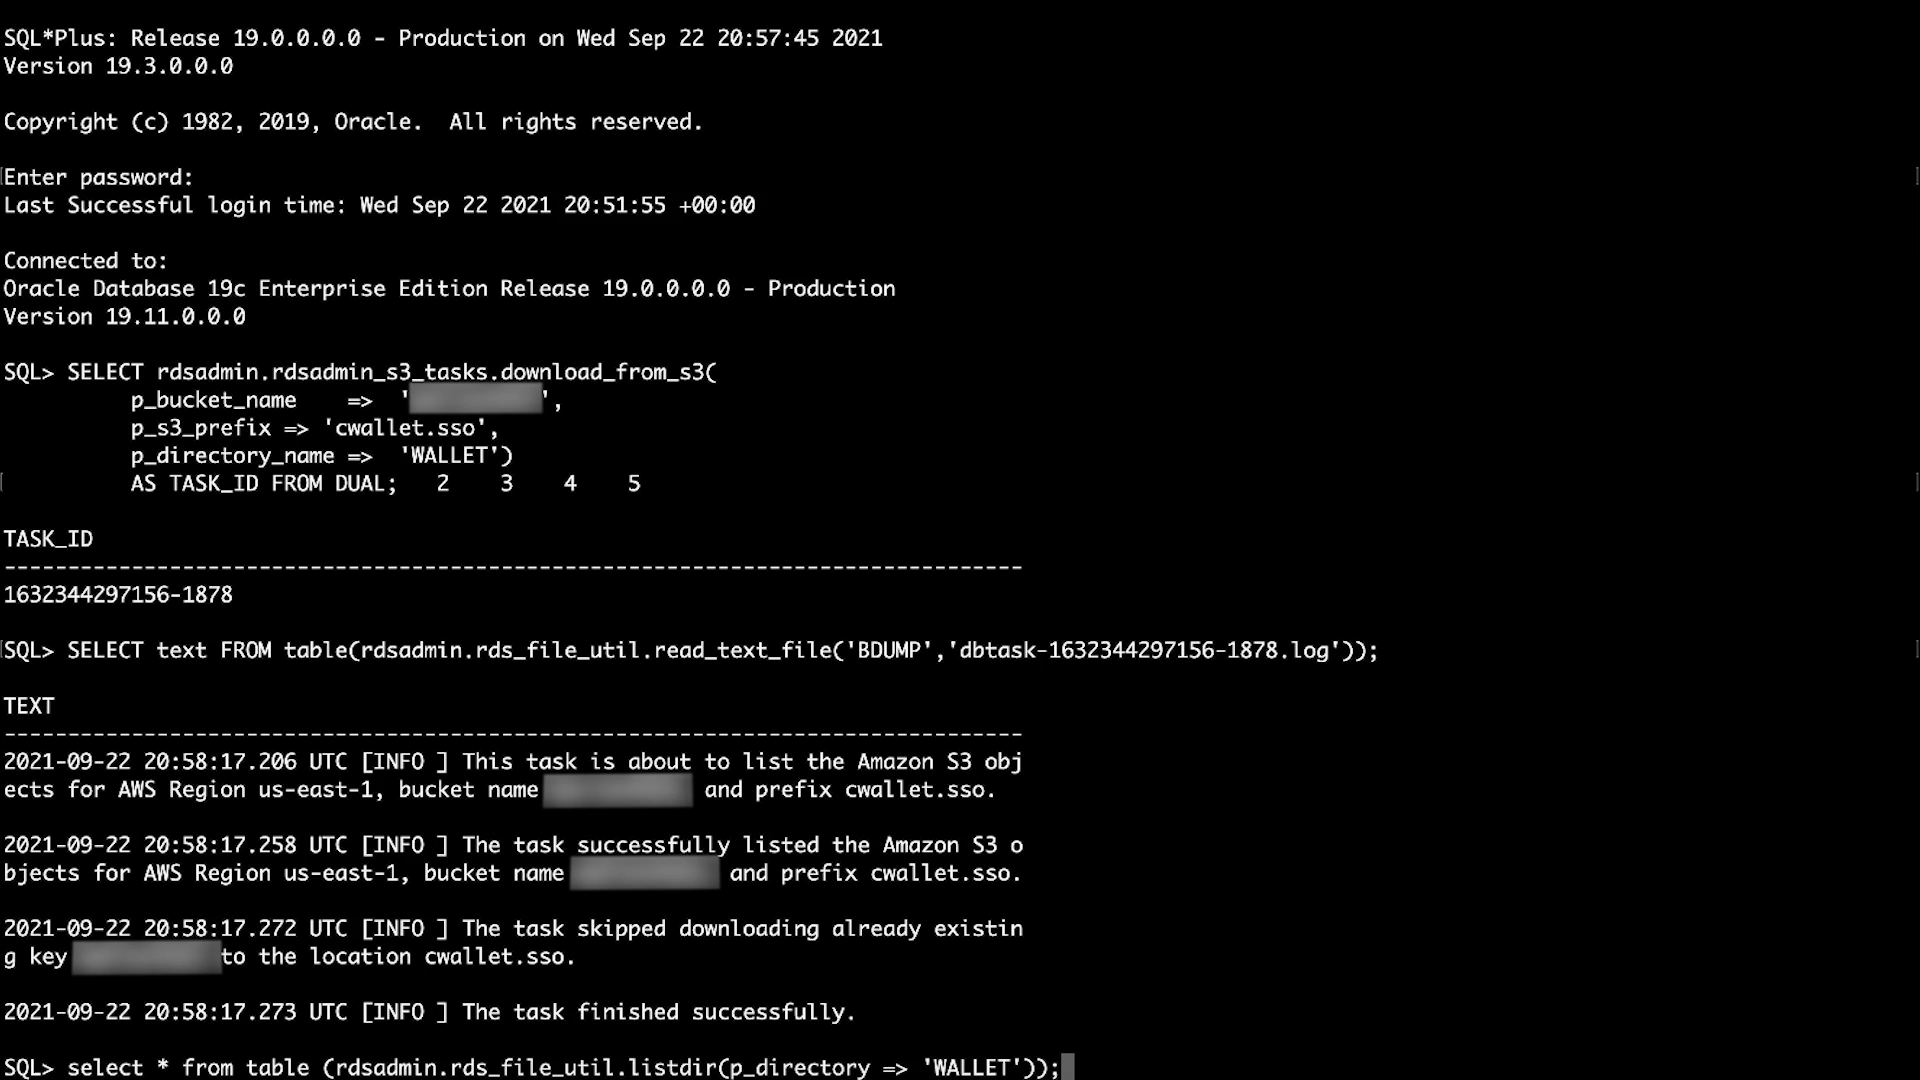 SQL*Plus: Release 19.0.0.0.0 - Production on Wed Sep 22 20:57:45 2021
Version 19.3.0.0.0
Copyright (c) 1982, 2019, Oracle.  All rights reserved.
Enter password:
Last Successful login time: Wed Sep 22 2021 20:51:55 +00:00
Connected to:
Oracle Database 19c Enterprise Edition Release 19.0.0.0.0 - Production
Version 19.11.0.0.0
SQL> SELECT rdsadmin.rdsadmin_s3_tasks.download_from_s3(
p_bucket_name    =>  '          ',
p_s3_prefix => 'cwallet.sso',
p_directory_name =>  'WALLET')
AS TASK_ID FROM DUAL;   2    3    4    5
TASK_ID
--------------------------------------------------------------------------------
1632344297156-1878
SQL> SELECT text FROM table(rdsadmin.rds_file_util.read_text_file('BDUMP','dbtask-1632344297156-1878.log'));
TEXT
--------------------------------------------------------------------------------
2021-09-22 20:58:17.206 UTC [INFO ] This task is about to list the Amazon S3 obj
ects for AWS Region us-east-1, bucket name and prefix cwallet.sso.
2021-09-22 20:58:17.258 UTC [INFO ] The task successfully listed the Amazon S3 o
bjects for AWS Region us-east-1, bucket name and prefix cwallet.sso.
2021-09-22 20:58:17.272 UTC [INFO ] The task skipped downloading already existin
g key to the location cwallet.sso.
2021-09-22 20:58:17.273 UTC [INFO ] The task finished successfully.
SQL> select * from table (rdsadmin.rds_file_util.listdir(p_directory => 'WALLET'));